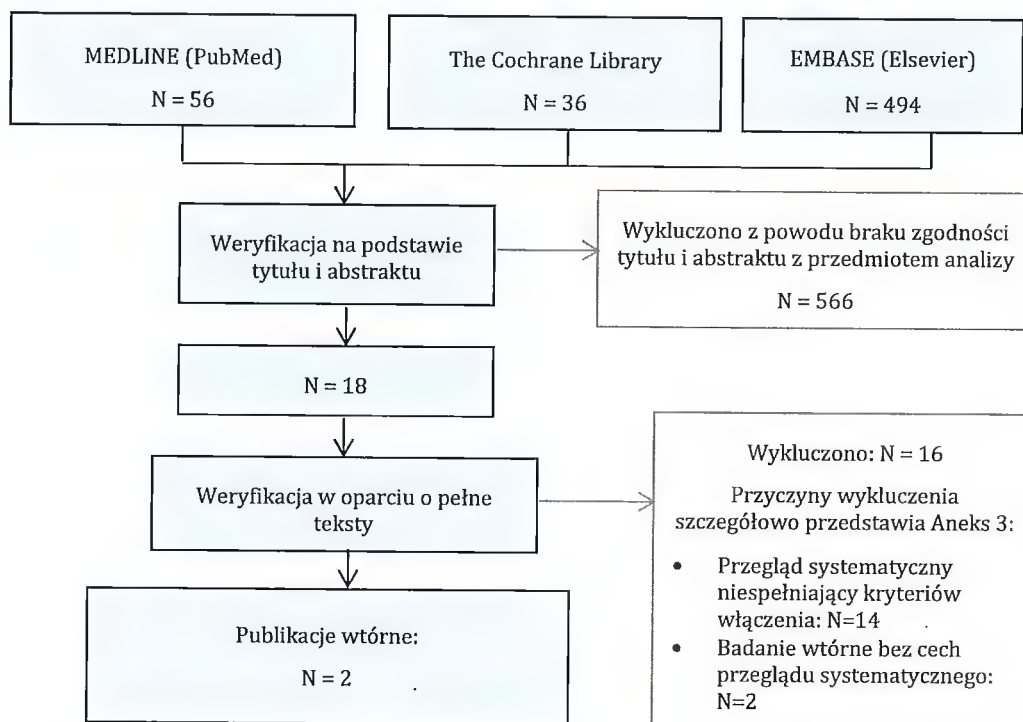 MEDLINE (PubMed)
N = 56
The Cochrane Library
N = 36
EMBASE (Elsevier)
N = 494
Weryfikacja na podstawie
tytułu i abstraktu
Wykluczono z powodu braku zgodności
tytułu i abstraktu z przedmiotem analizy
N = 566
N = 18
Weryfikacja w oparciu o pełne
teksty
Wykluczono: N = 16
Przyczyny wykluczenia
szczegółowo przedstawia Aneks 3:
• Przegląd systematyczny
niespełniający kryteriów
włączenia: N=14
• Badanie wtórne bez cech
przeglądu systematycznego:
N=2
Publikacje wtórne:
N = 2